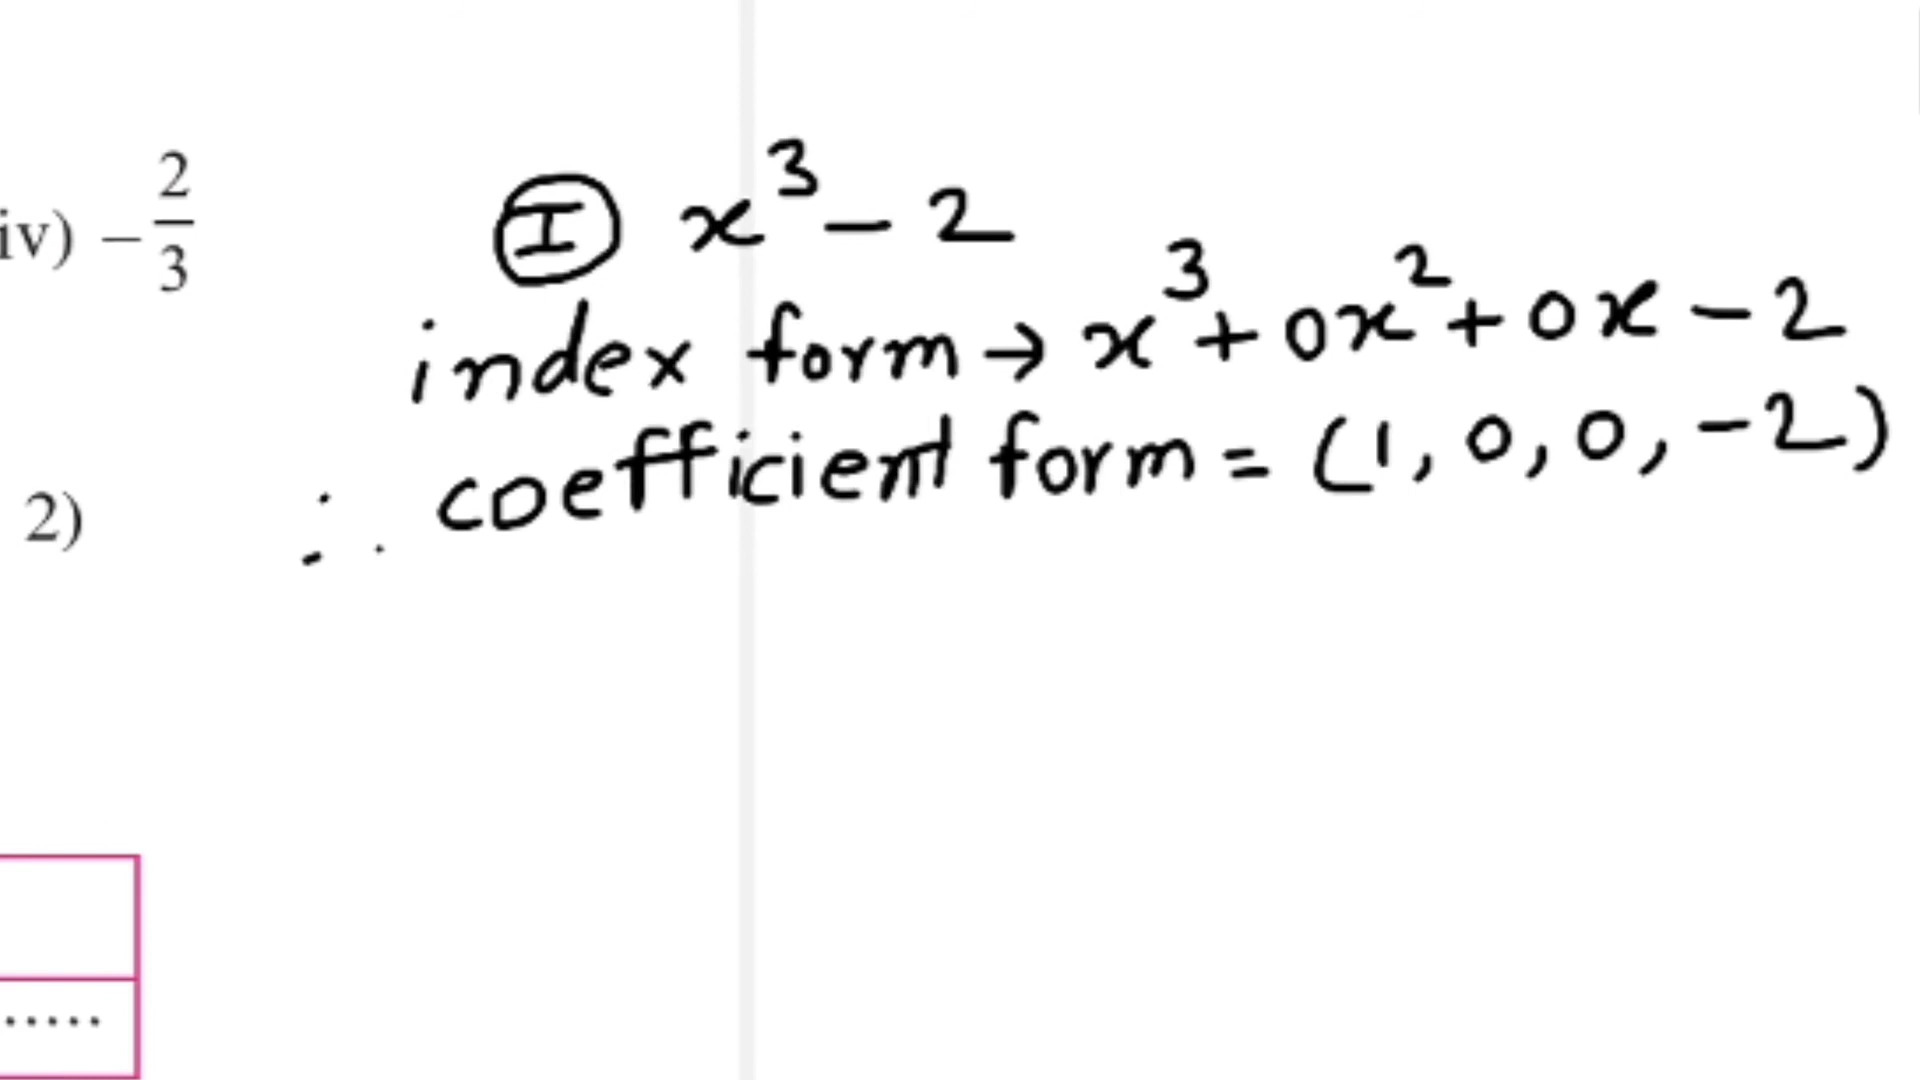 iv) −2/3
Ⓘ x³ − 2
index form → x³ + 0x² + 0x − 2
∴ coefficient form = (1, 0, 0, −2)
2)
.....